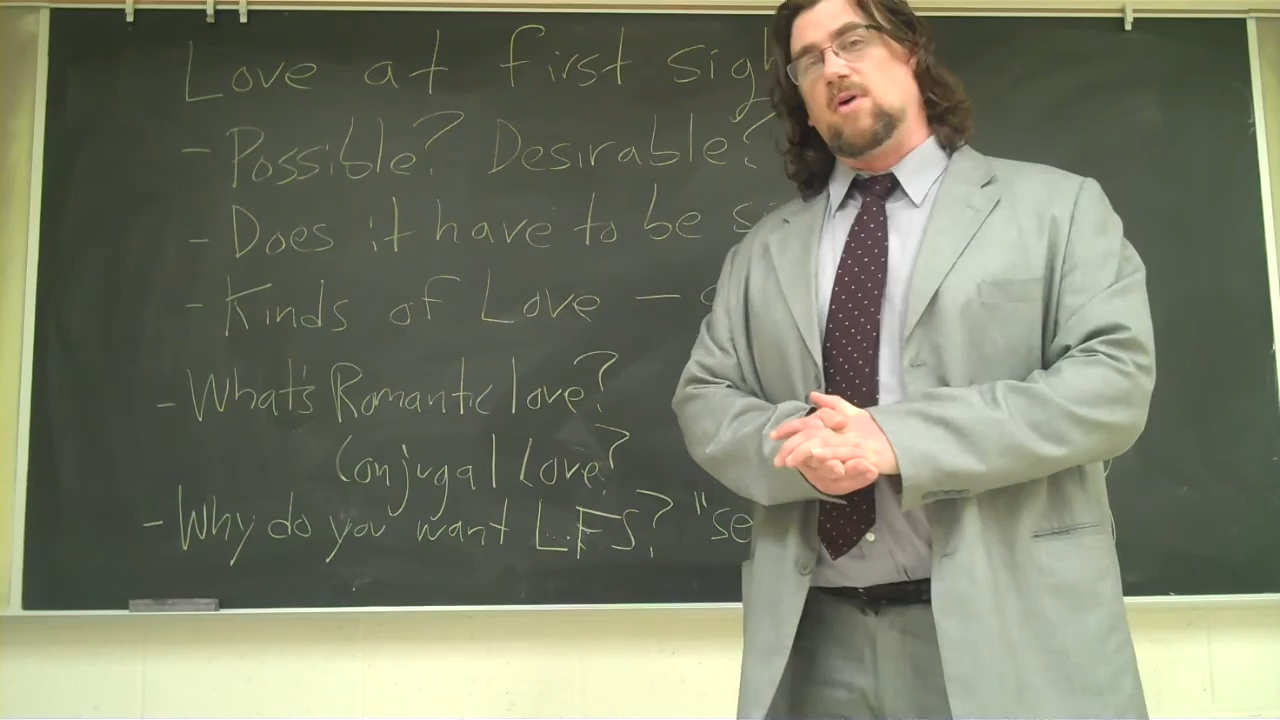 Love at first sigh
- Possible? Desirable?
- Does it have to be
- Kinds of Love —
- What's Romantic love?
Conjugal Love?
- Why do you want LFS? "se